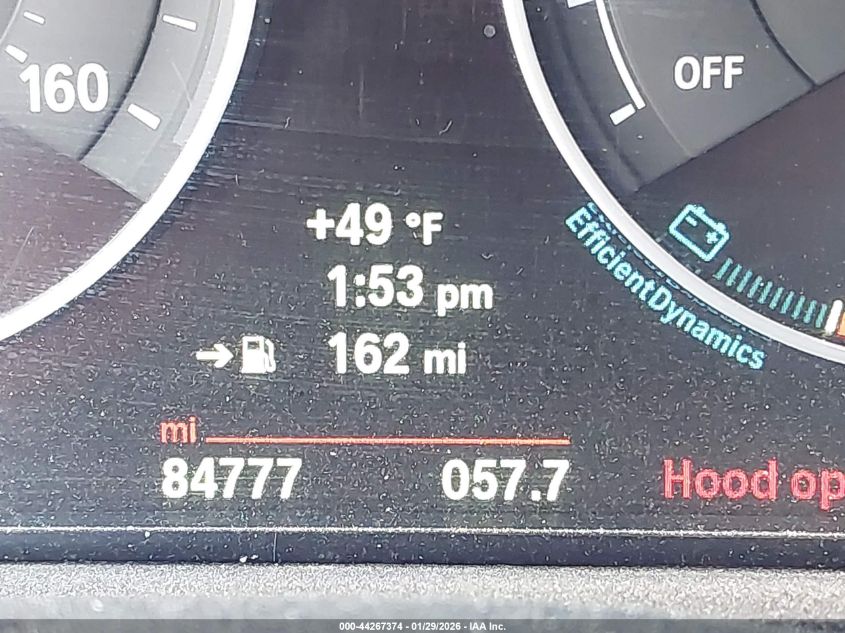 160
OFF
+49 °F
1:53 pm
EfficientDynamics
162 mi
mi
84777 057.7
Hood op
000-44267374 - 01/29/2026 - IAA Inc.